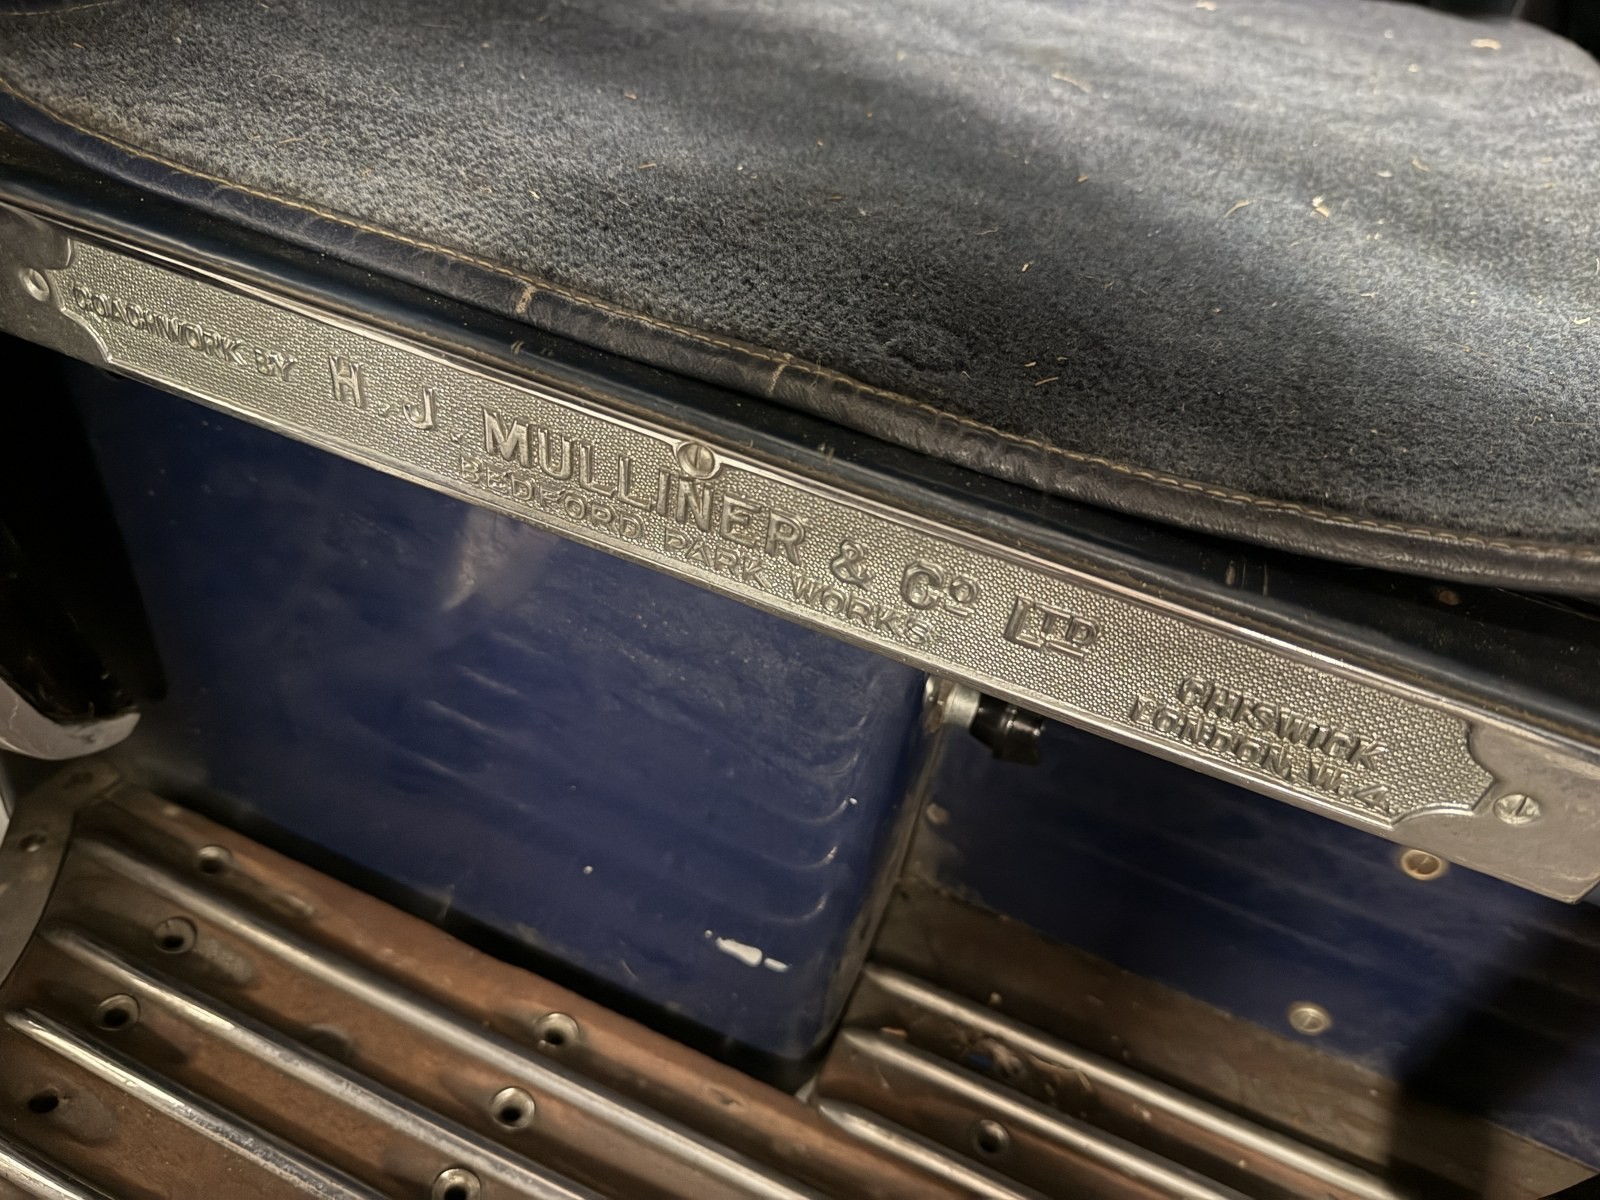 COACHWORK BY H. J. MULLINER & Co LTD
BEDFORD PARK WORKS
CHISWICK
LONDON, W.4.